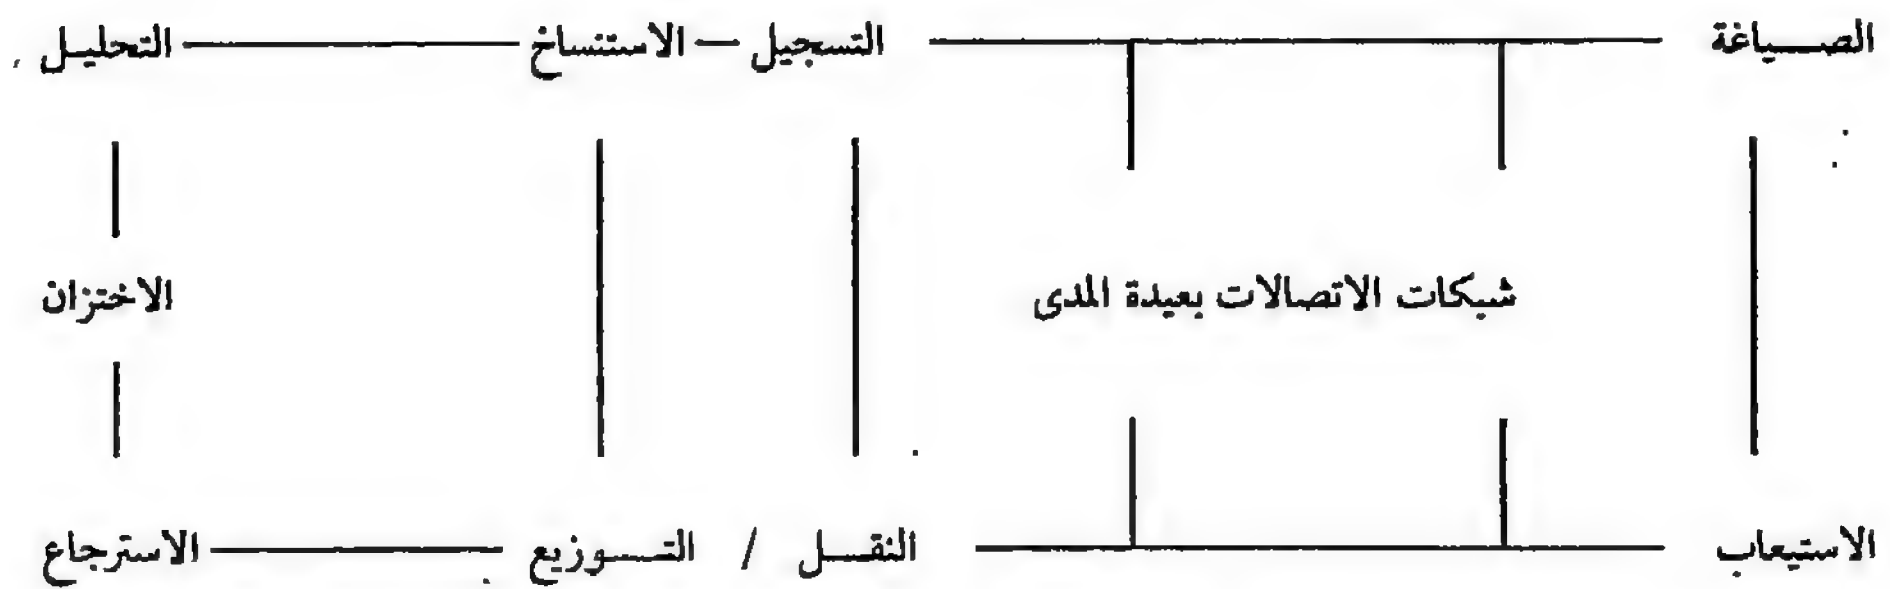 الصياغة التسجيل – الاستنساخ التحليل
شبكات الاتصالات بعيدة المدى الاختزان
الاستيعاب النقل / التوزيع الاسترجاع